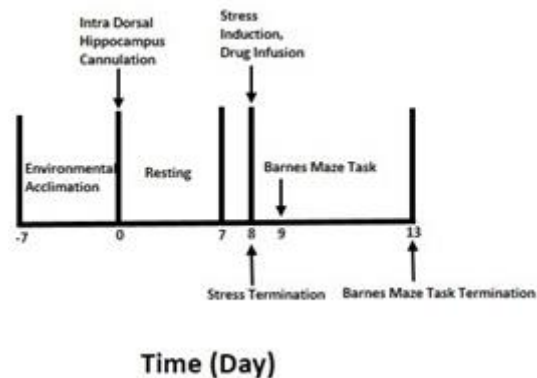 Intra Dorsal
Hippocampus
Cannulation
Stress
Induction,
Drug Infusion
Environmental
Acclimation
Resting
Barnes Maze Task
-7
0
7
8
9
13
Stress Termination
Barnes Maze Task Termination
Time (Day)